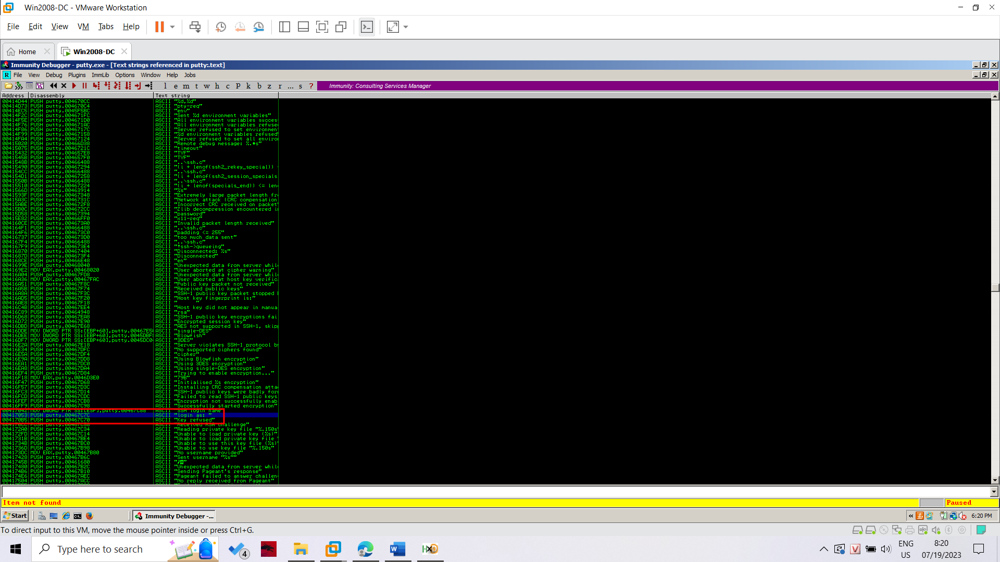 Win2008-DC - VMware Workstation
File Edit View VM Tabs Help
Home Win2008-DC
Immunity Debugger - putty.exe - [Text strings referenced in putty:.text]
File View Debug Plugins ImmLib Options Window Help Jobs
l e m t w h c P k b z r ... s ? Immunity: Consulting Services Manager
Address Disassembly Text string
00414D44 PUSH putty.004670CC ASCII "%d,%d"
00414D73 PUSH putty.004670C4 ASCII "pty-req"
00414EC5 PUSH putty.0045F5BC ASCII "env"
00414F2C PUSH putty.004671FC ASCII "Sent %d environment variables"
00414F5E PUSH putty.004671D0 ASCII "All environment variables succes
00414F76 PUSH putty.004671AC ASCII "All environment variables refuse
00414F86 PUSH putty.0046717C ASCII "Server refused to set environmen
00414F99 PUSH putty.00467158 ASCII "%d environment variables refused
00414FA4 PUSH putty.00467124 ASCII "Server refused to set all enviro
00415020 PUSH putty.00466D38 ASCII "Remote debug message: %.*s"
00415075 PUSH putty.0046721C ASCII "timeout"
00415432 PUSH putty.004657E8 ASCII "TYF"
0041545B PUSH putty.004657F0 ASCII "TYF"
0041548B PUSH putty.00466488 ASCII "..\ssh.c"
00415490 PUSH putty.00467294 ASCII "(i + lenof(ssh2_rekey_special))
004154CC PUSH putty.00466488 ASCII "..\ssh.c"
004154D1 PUSH putty.00467258 ASCII "(i + lenof(ssh2_session_specials
0041550B PUSH putty.00466488 ASCII "..\ssh.c"
00415510 PUSH putty.00467224 ASCII "(i + lenof(specials_end)) <= len
0041566D PUSH putty.00463914 ASCII "%s"
0041593F PUSH putty.00467348 ASCII "Extremely large packet length fr
00415A3C PUSH putty.0046731C ASCII "Network attack (CRC compensation
00415ABE PUSH putty.004672F8 ASCII "Incorrect CRC received on packet"
00415B0C PUSH putty.004672CC ASCII "Zlib decompression encountered i
00415D58 PUSH putty.00467394 ASCII "password"
00415E82 PUSH putty.00466FF0 ASCII "x11-req"
004160CE PUSH putty.004673A0 ASCII "Invalid packet length received"
004164F1 PUSH putty.00466488 ASCII "..\ssh.c"
004164F6 PUSH putty.004673C0 ASCII "padding <= 255"
00416737 PUSH putty.004673D0 ASCII "too much data sent"
004167F4 PUSH putty.00466488 ASCII "..\ssh.c"
004167F9 PUSH putty.004673E4 ASCII "!ssh->queueing"
00416870 PUSH putty.00467404 ASCII "Disconnected: %s"
0041687D PUSH putty.004673F4 ASCII "Disconnected"
004168CE PUSH putty.00466E48 ASCII "en"
0041699E PUSH putty.00468040 ASCII "Unexpected data from server whil
004169E2 MOV EAX,putty.00468020 ASCII "User aborted at cipher warning"
00416A04 PUSH putty.00467FD8 ASCII "Unexpected data from server whil
00416A36 MOV EAX,putty.00467FAC ASCII "User aborted at host key verific
00416A51 PUSH putty.00467F8C ASCII "Public key packet not received"
00416A5B PUSH putty.00467F74 ASCII "Received public keys"
00416A8A PUSH putty.00467F3C ASCII "SSH-1 public key packet stopped
00416AD5 PUSH putty.00467F20 ASCII "Host key fingerprint is:"
00416AE8 PUSH putty.00467F18 ASCII " "
00416C4B PUSH putty.00467EE4 ASCII "Host key did not appear in manua
00416C89 PUSH putty.00464948 ASCII "rsa"
00416D68 PUSH putty.00467EA8 ASCII "SSH-1 public key encryptions fai
00416D72 PUSH putty.00467E90 ASCII "Encrypted session key"
00416DBD PUSH putty.00467E68 ASCII "AES not supported in SSH-1, skip
00416DDE MOV DWORD PTR SS:[EBP+60],putty.00467E5 ASCII "single-DES"
00416DEE MOV DWORD PTR SS:[EBP+60],putty.0045DBF ASCII "Blowfish"
00416DF7 MOV DWORD PTR SS:[EBP+60],putty.0045DC0 ASCII "3DES"
00416E2A PUSH putty.00467E18 ASCII "Server violates SSH-1 protocol b
00416E34 PUSH putty.00467DFC ASCII "No supported ciphers found"
00416E5A PUSH putty.00467DF4 ASCII "cipher"
00416E9A PUSH putty.00467DD8 ASCII "Using Blowfish encryption"
00416EA1 PUSH putty.00467DC0 ASCII "Using 3DES encryption"
00416EA8 PUSH putty.00467DA4 ASCII "Using single-DES encryption"
00416EF4 PUSH putty.00467D84 ASCII "Trying to enable encryption..."
00416F18 MOV EAX,putty.0046D3E0 ASCII "79B"
00416F47 PUSH putty.00467D68 ASCII "Initialised %s encryption"
00416F57 PUSH putty.00467D3C ASCII "Installing CRC compensation atta
00416FC3 PUSH putty.00467D14 ASCII "SSH-1 public keys were badly for
00416FCD PUSH putty.00467CDC ASCII "Failed to read SSH-1 public keys
00416FEF PUSH putty.00467CB8 ASCII "Encryption not successfully enab
00416FF9 PUSH putty.00467C98 ASCII "Successfully started encryption"
00417042 MOV DWORD PTR SS:[ESP],putty.00467C88 ASCII "SSH login name"
00417053 PUSH putty.00467C7C ASCII "login as: "
004170B5 PUSH putty.00467C70 ASCII "Key refused"
004170CC PUSH putty.00467C58 ASCII "Received RSA challenge"
004172A0 PUSH putty.00467C34 ASCII "Reading private key file "%.150s"
004172FD PUSH putty.00467C14 ASCII "Unable to load private key (%s)"
0041731B PUSH putty.00467BE4 ASCII "Unable to load private key file
0041734B PUSH putty.00467BC0 ASCII "Unable to use this key file (%s)"
0041736D PUSH putty.00467B98 ASCII "Unable to use key file "%.150s"
004173DC MOV EAX,putty.00467B80 ASCII "No username provided"
00417428 PUSH putty.00467B6C ASCII "Sent username "%s""
0041745B PUSH putty.00461680 ASCII
00417480 PUSH putty.00467B2C ASCII "Unexpected data from server whil
004174B6 PUSH putty.00467B10 ASCII "Sending Pageant's response"
004174E6 PUSH putty.00467AEC ASCII "Pageant failed to answer challen
00417504 PUSH putty.00467ACC ASCII "No reply received from Pageant"
Item not found Paused
Start Immunity Debugger -... « 6:20 PM
To direct input to this VM, move the mouse pointer inside or press Ctrl+G.
Type here to search 4 ENG US 8:20 07/19/2023